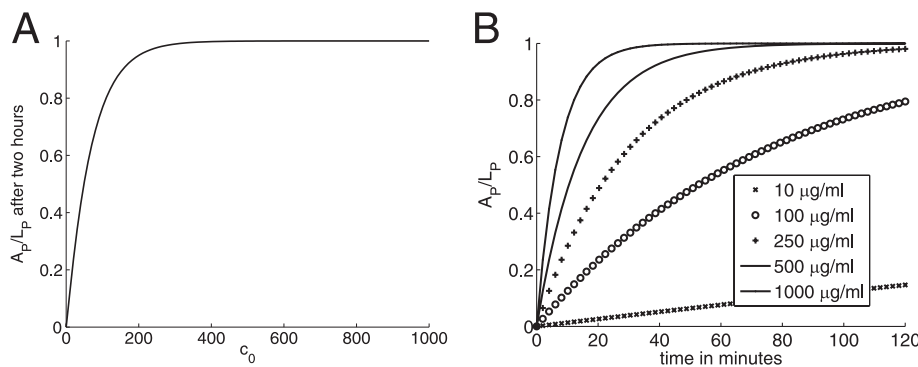 A
A_P/L_P after two hours
1
0.8
0.6
0.4
0.2
0
0
200
400
600
800
1000
c_0
B
A_P/L_P
1
0.8
0.6
0.4
0.2
0
0
20
40
60
80
100
120
time in minutes
10 µg/ml
100 µg/ml
250 µg/ml
500 µg/ml
1000 µg/ml